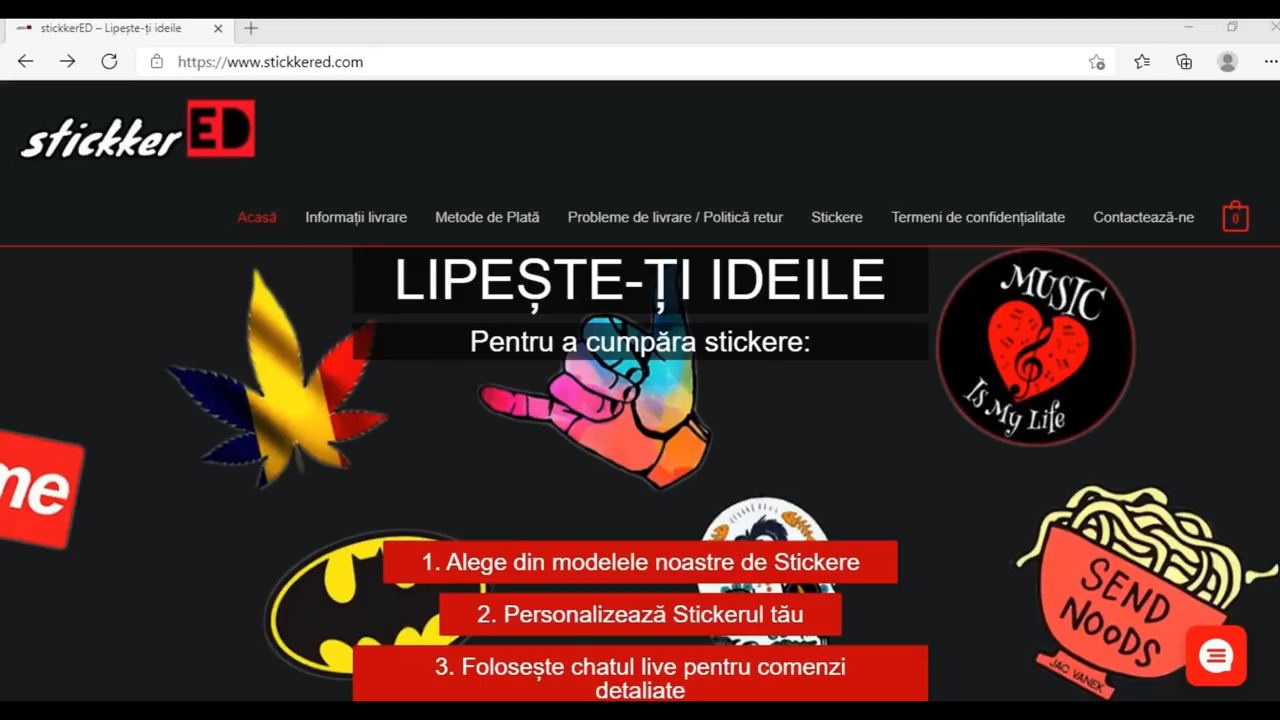 stickkerED – Lipește-ți ideile
https://www.stickkered.com
stickker ED
Acasă Informații livrare Metode de Plată Probleme de livrare / Politică retur Stickere Termeni de confidențialitate Contactează-ne 0
LIPEȘTE-ȚI IDEILE
Pentru a cumpăra stickere:
MUSIC
Is My Life
me
1. Alege din modelele noastre de Stickere
2. Personalizează Stickerul tău
3. Folosește chatul live pentru comenzi
detaliate
SEND
NOODS
JAC VANEK